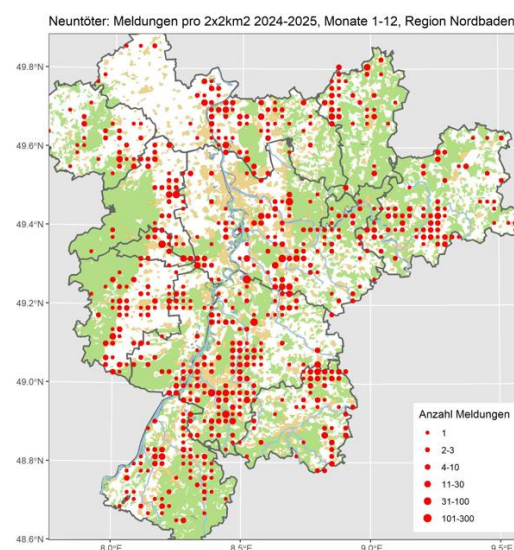 Neuntöter: Meldungen pro 2x2km2 2024-2025, Monate 1-12, Region Nordbaden
49.8°N
49.6°N
49.4°N
49.2°N
49.0°N
48.8°N
48.6°N
8.0°E
8.5°E
9.0°E
9.5°E
Anzahl Meldungen
1
2-3
4-10
11-30
31-100
101-300